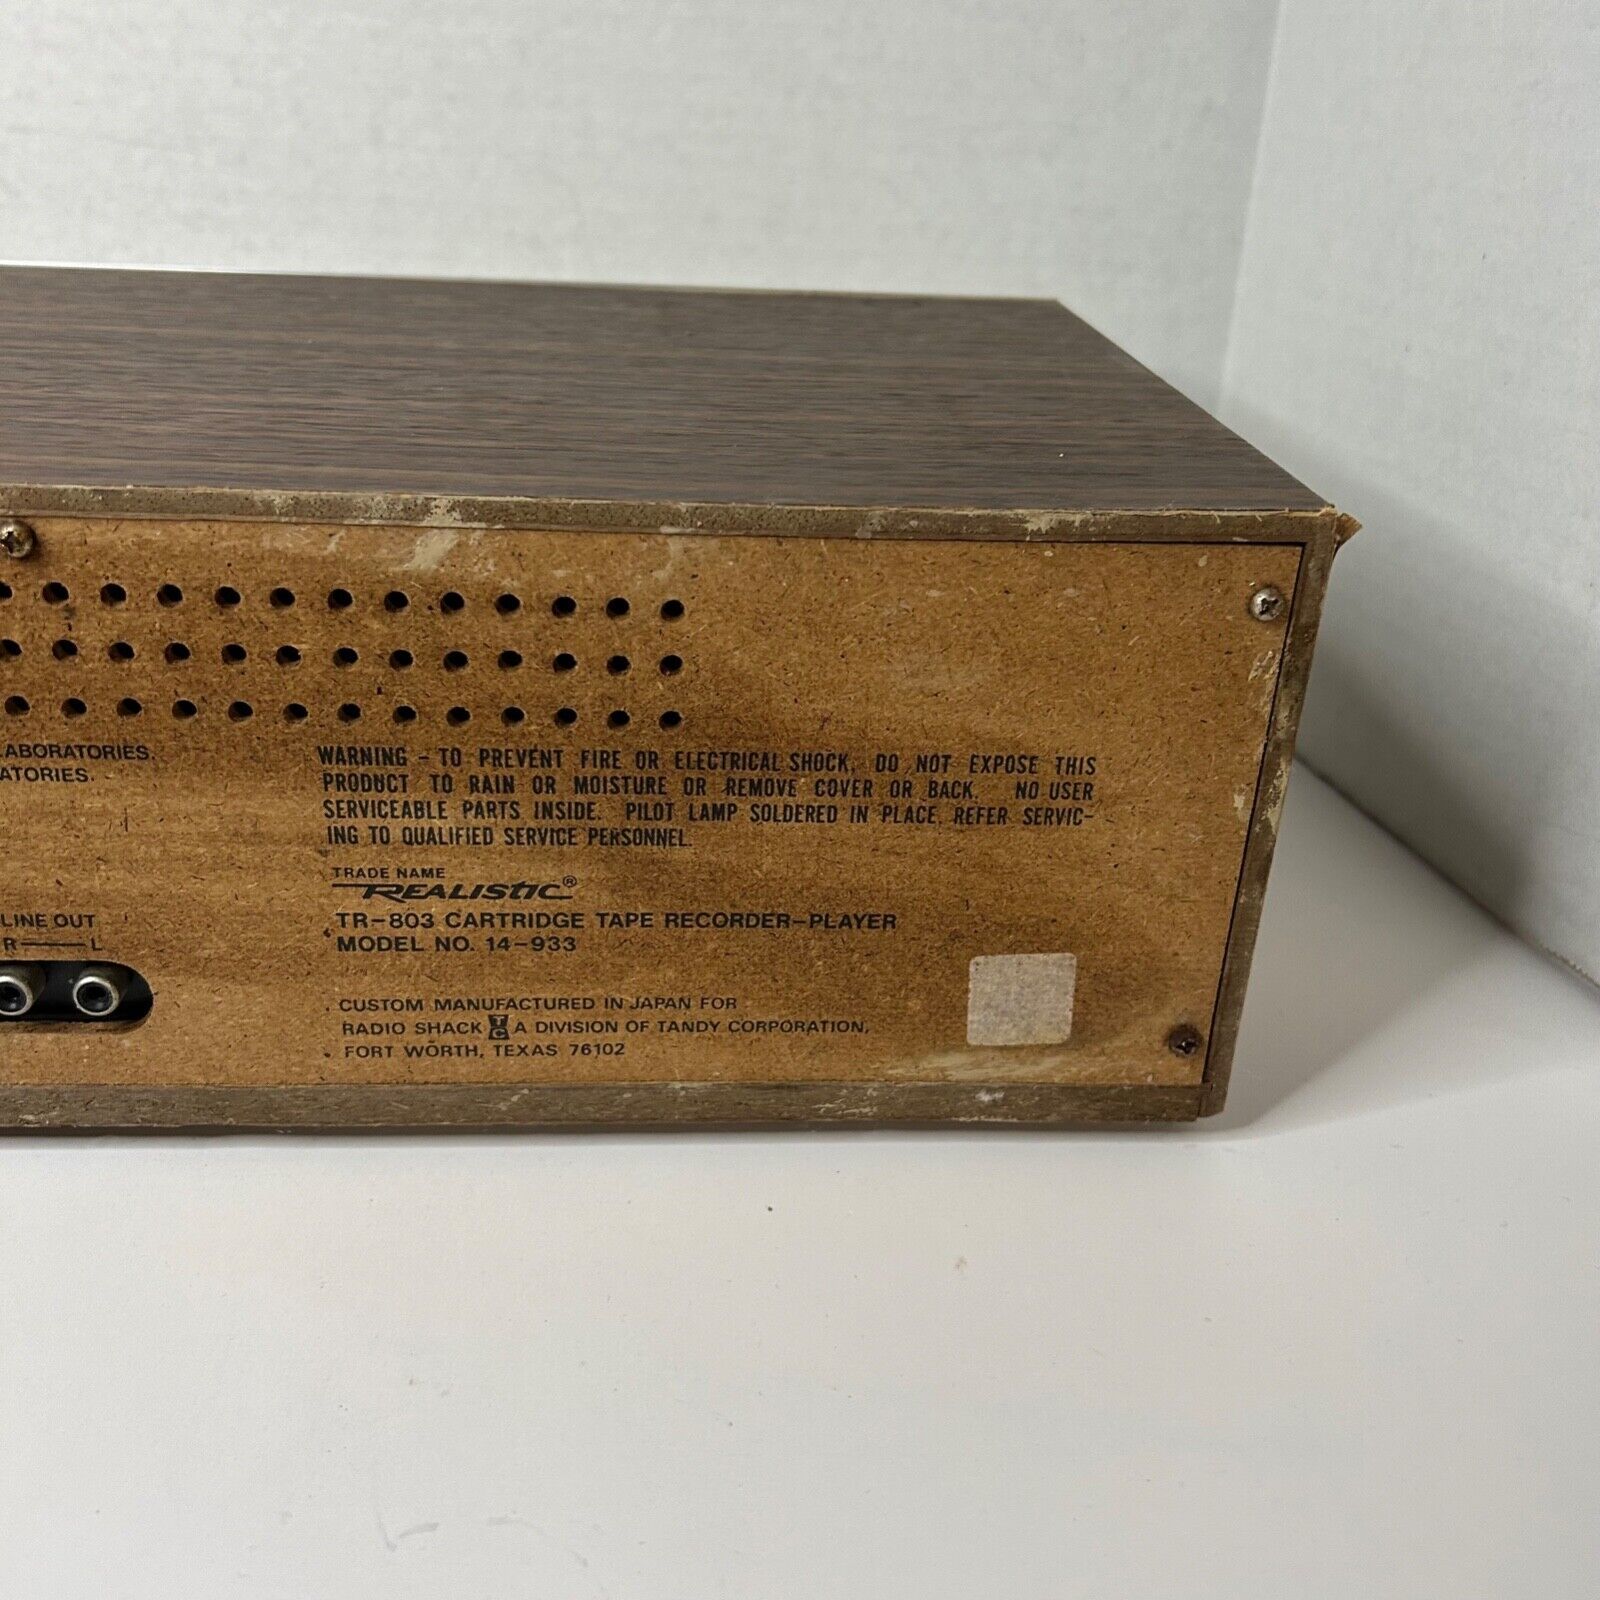 LABORATORIES.
ATORIES.
WARNING - TO PREVENT FIRE OR ELECTRICAL SHOCK, DO NOT EXPOSE THIS
PRODUCT TO RAIN OR MOISTURE OR REMOVE COVER OR BACK. NO USER
SERVICEABLE PARTS INSIDE. PILOT LAMP SOLDERED IN PLACE, REFER SERVIC-
ING TO QUALIFIED SERVICE PERSONNEL.
TRADE NAME
REALISTIC®
TR-803 CARTRIDGE TAPE RECORDER-PLAYER
MODEL NO. 14-933
LINE OUT
R L
CUSTOM MANUFACTURED IN JAPAN FOR
RADIO SHACK TC A DIVISION OF TANDY CORPORATION,
FORT WORTH, TEXAS 76102